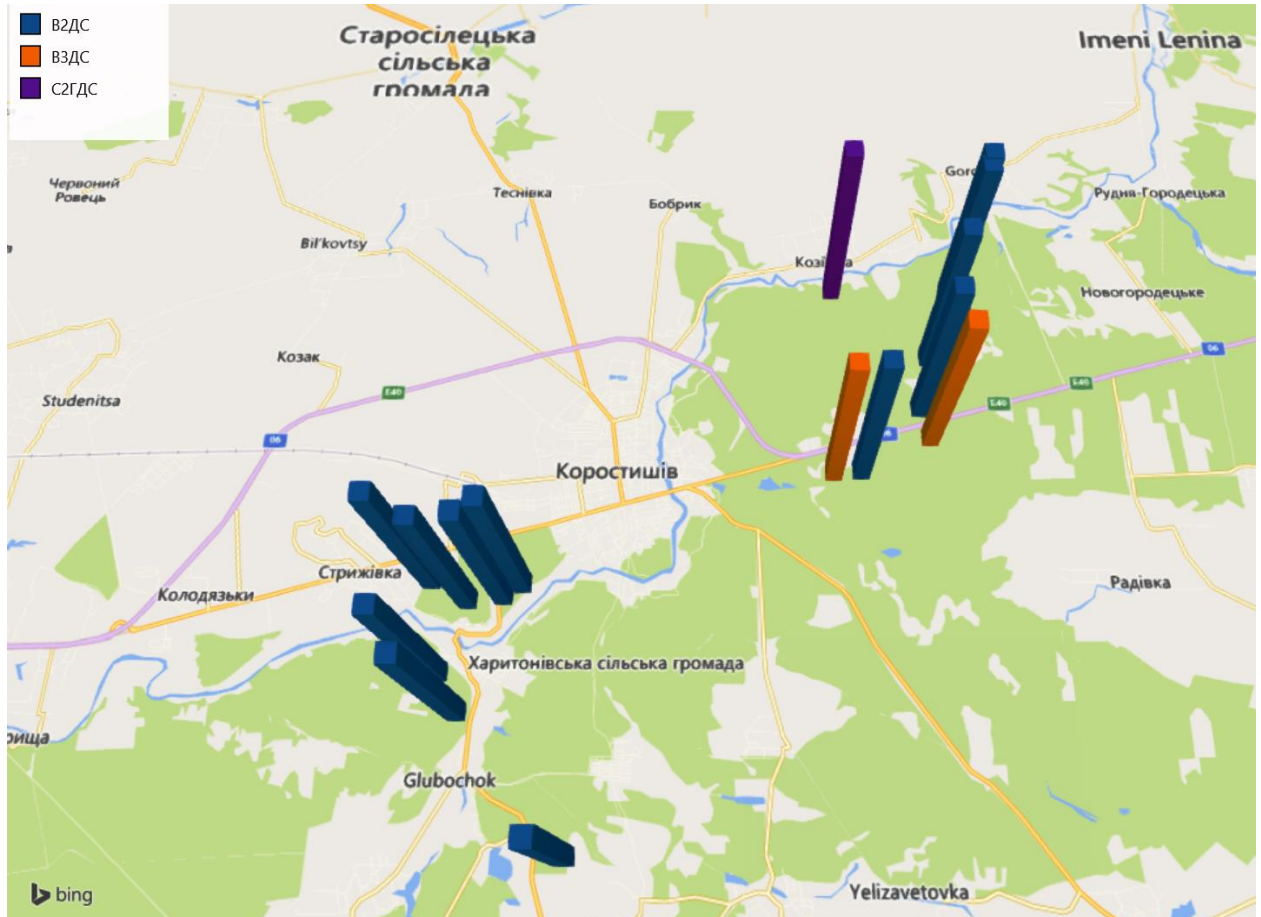 В2ДС
В3ДС
С2ГДС
Старосілецька
сільська
громада
Imeni Lenina
Червоний
Ровець
Теснівка
Бобрик
Рудня-Городецька
Bil'kovtsy
Новогородецьке
06
Козак
E40
E40
Studenitsa
E40
06
Коростишів
Стрижівка
Колодязьки
Радівка
Харитонівська сільська громада
Glubochok
Yelizavetovka
bing